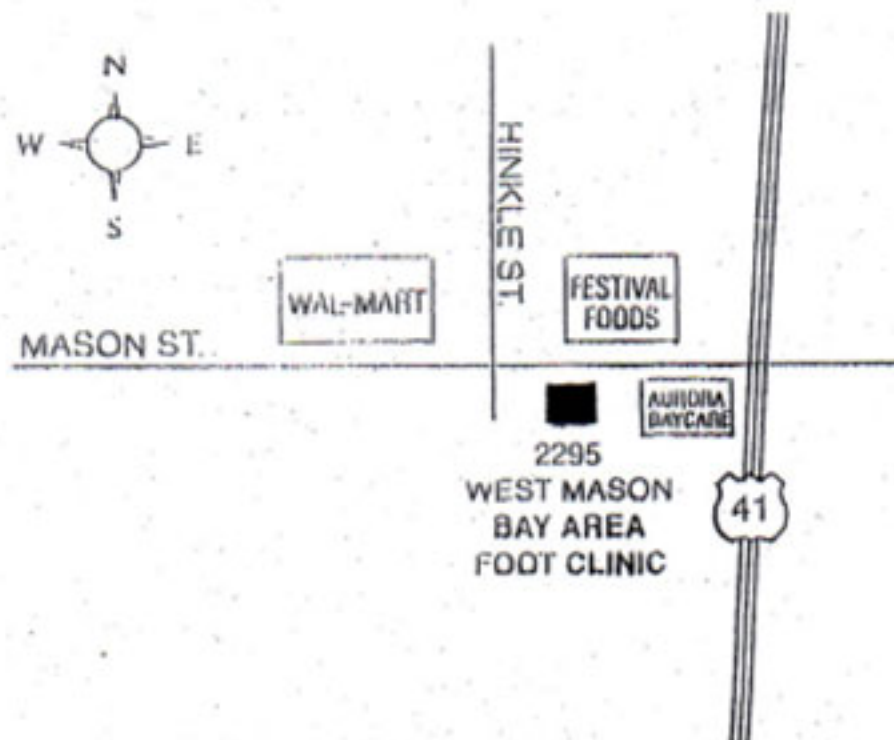 N
W E
S
HINKLE ST.
WAL-MART
FESTIVAL
FOODS
MASON ST.
AURORA
DAYCARE
2295
WEST MASON
BAY AREA
FOOT CLINIC
41